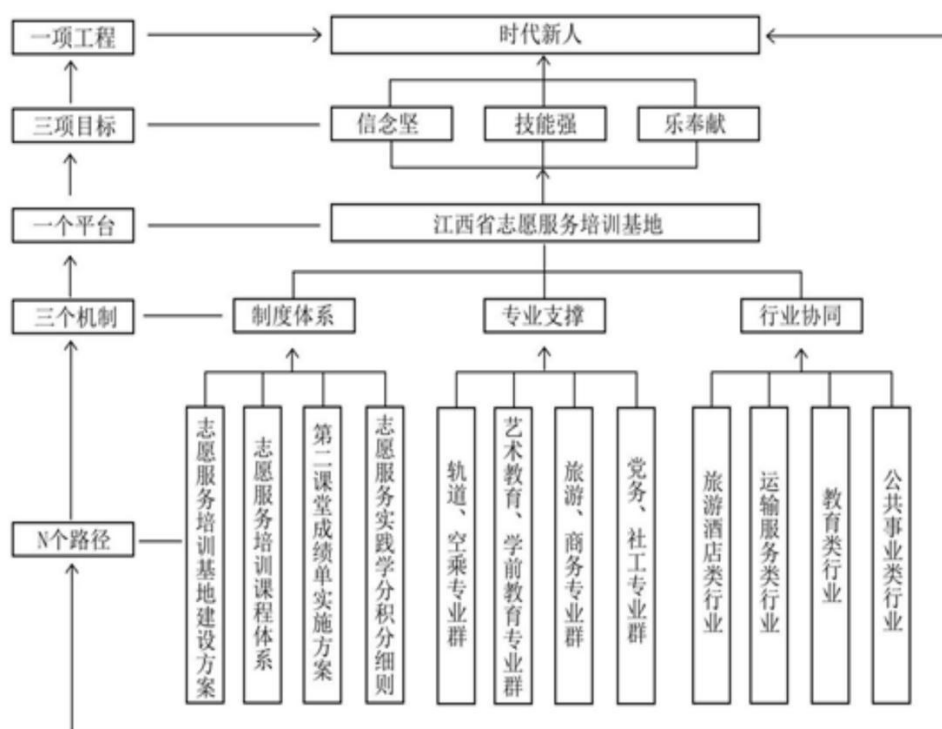 一项工程
时代新人
三项目标
信念坚
技能强
乐奉献
一个平台
江西省志愿服务培训基地
三个机制
制度体系
专业支撑
行业协同
N个路径
志愿服务培训基地建设方案
志愿服务培训课程体系
第二课堂成绩单实施方案
志愿服务实践学分积分细则
轨道、空乘专业群
艺术教育、学前教育专业群
旅游、商务专业群
党务、社工专业群
旅游酒店类行业
运输服务类行业
教育类行业
公共事业类行业